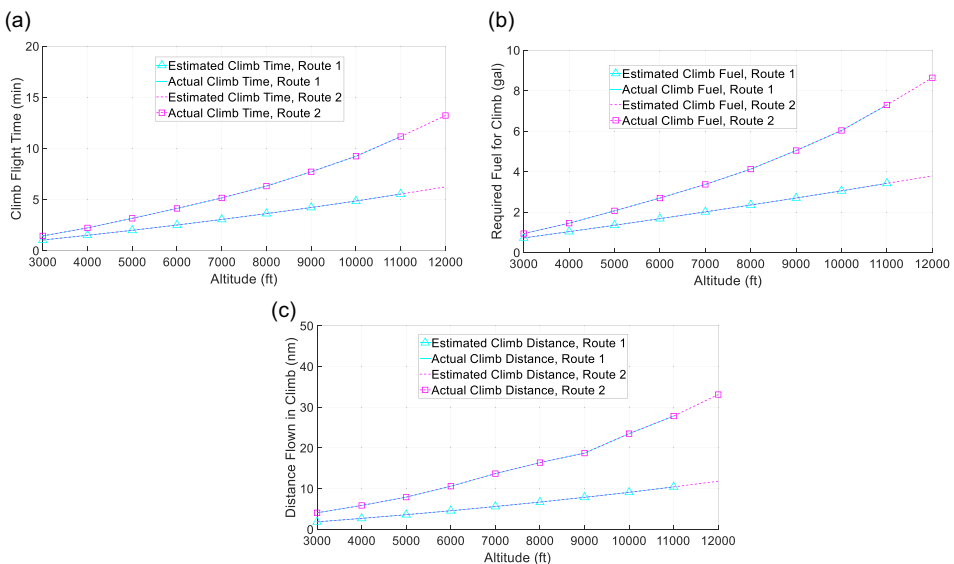 (a)
20
15
10
5
0
Climb Flight Time (min)
Estimated Climb Time, Route 1
Actual Climb Time, Route 1
Estimated Climb Time, Route 2
Actual Climb Time, Route 2
3000 4000 5000 6000 7000 8000 9000 10000 11000 12000
Altitude (ft)
(b)
10
8
6
4
2
0
Required Fuel for Climb (gal)
Estimated Climb Fuel, Route 1
Actual Climb Fuel, Route 1
Estimated Climb Fuel, Route 2
Actual Climb Fuel, Route 2
3000 4000 5000 6000 7000 8000 9000 10000 11000 12000
Altitude (ft)
(c)
50
40
30
20
10
0
Distance Flown in Climb (nm)
Estimated Climb Distance, Route 1
Actual Climb Distance, Route 1
Estimated Climb Distance, Route 2
Actual Climb Distance, Route 2
3000 4000 5000 6000 7000 8000 9000 10000 11000 12000
Altitude (ft)